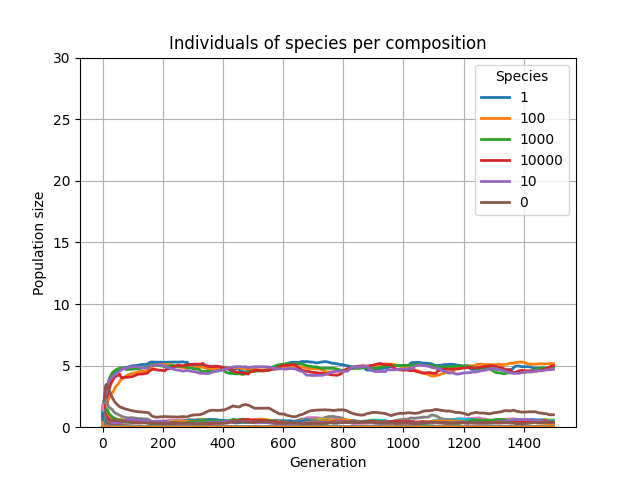 Individuals of species per composition
30
25
20
15
10
5
0
Population size
0 200 400 600 800 1000 1200 1400
Generation
Species
1
100
1000
10000
10
0